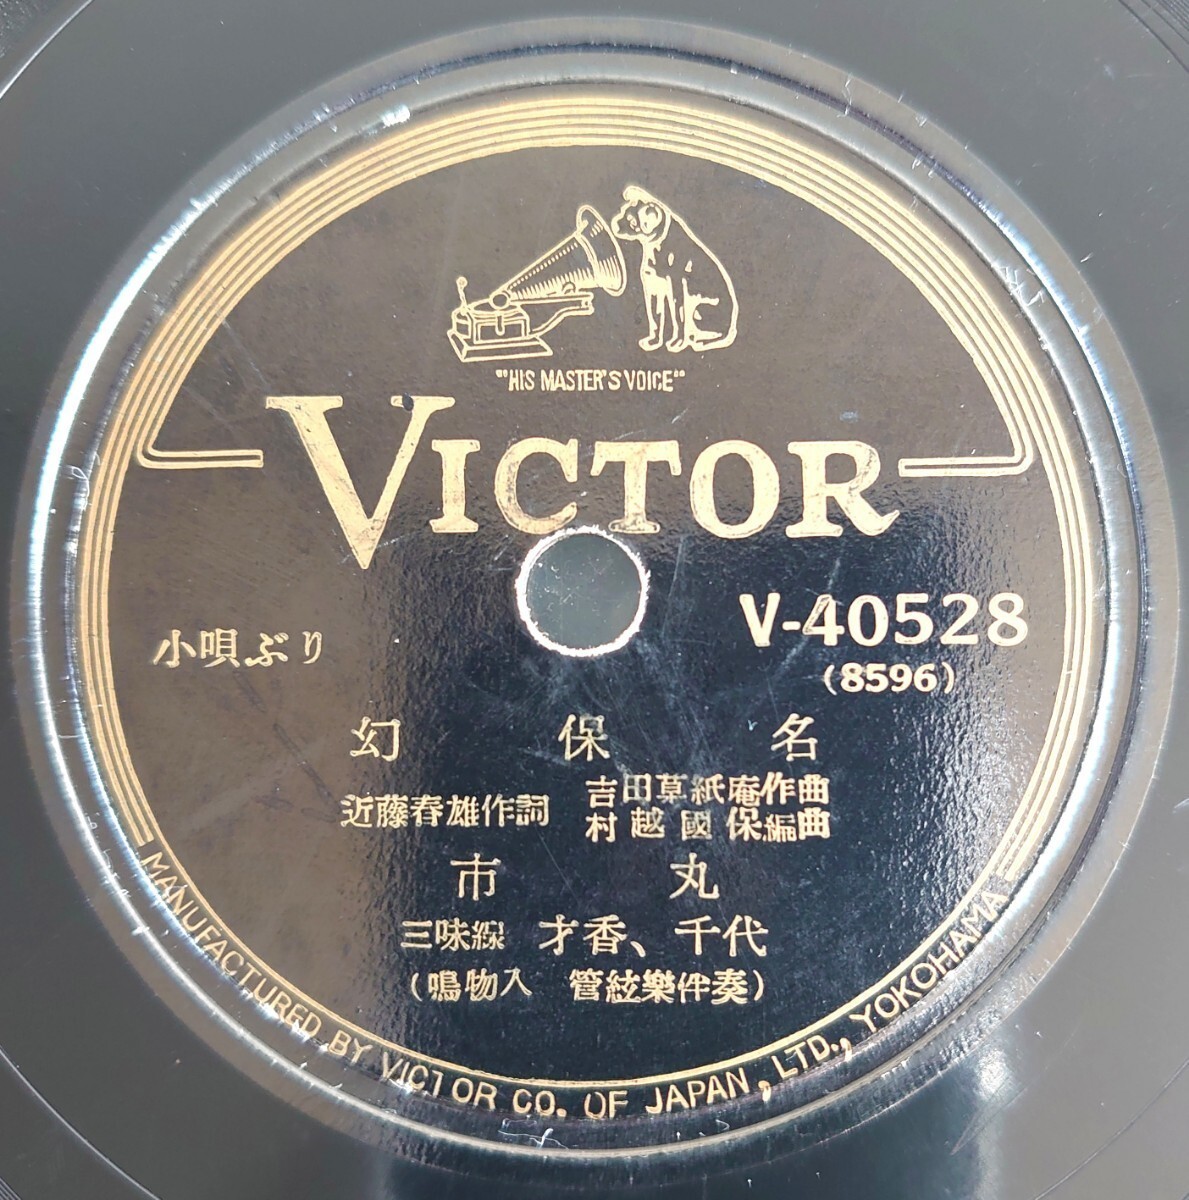 "HIS MASTER'S VOICE"
VICTOR
V-40528
(8596)
小唄ぶり
幻保名
近藤春雄作詞
吉田草紙庵作曲
村越國保編曲
市丸
三味線 才香、千代
(鳴物入 管絃樂伴奏)
MANUFACTURED BY VICTOR CO. OF JAPAN, LTD., YOKOHAMA